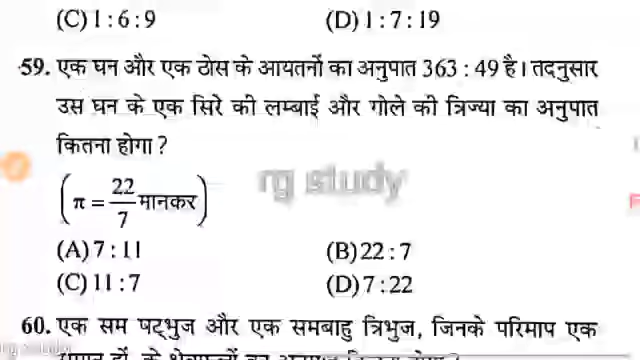 (C) 1 : 6 : 9 (D) 1 : 7 : 19
59. एक घन और एक ठोस के आयतनों का अनुपात 363 : 49 है। तदनुसार
उस घन के एक सिरे की लम्बाई और गोले की त्रिज्या का अनुपात
कितना होगा ?
rg study
(π = 22/7 मानकर)
(A) 7 : 11 (B) 22 : 7
(C) 11 : 7 (D) 7 : 22
60. एक सम षट्भुज और एक समबाहु त्रिभुज, जिनके परिमाप एक